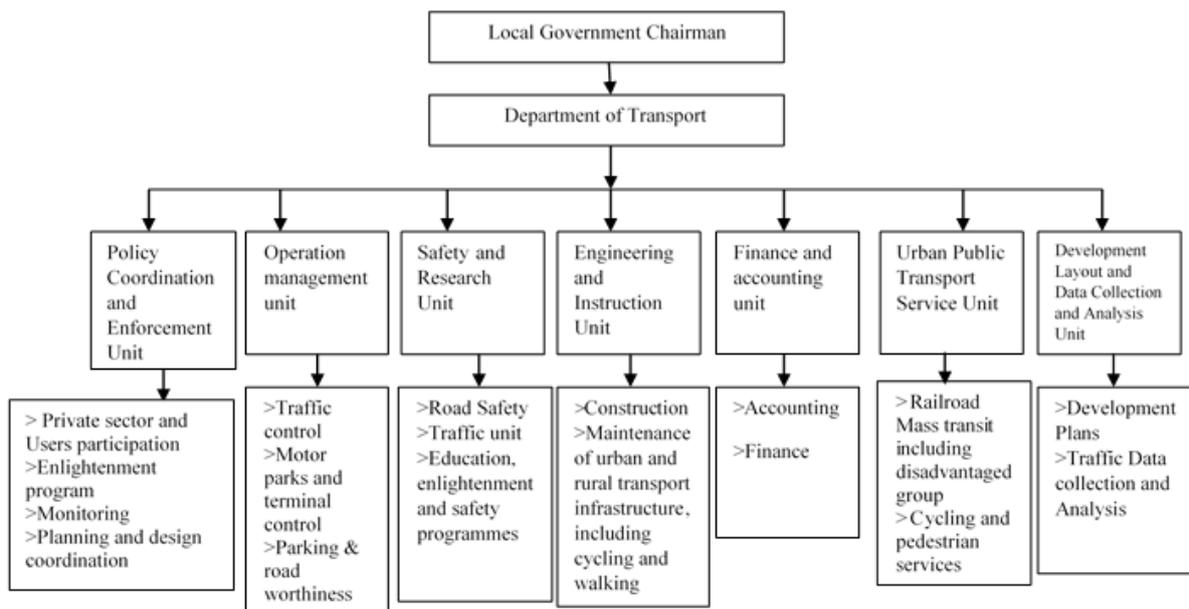 Local Government Chairman
Department of Transport
Policy
Coordination
and
Enforcement
Unit
Operation
management
unit
Safety and
Research
Unit
Engineering
and
Instruction
Unit
Finance and
accounting
unit
Urban Public
Transport
Service Unit
Development
Layout and
Data Collection
and Analysis
Unit
> Private sector and
Users participation
>Enlightenment
program
>Monitoring
>Planning and design
coordination
>Traffic
control
>Motor
parks and
terminal
control
>Parking &
road
worthiness
>Road Safety
>Traffic unit
>Education,
enlightenment
and safety
programmes
>Construction
>Maintenance
of urban and
rural transport
infrastructure,
including
cycling and
walking
>Accounting
>Finance
>Railroad
Mass transit
including
disadvantaged
group
>Cycling and
pedestrian
services
>Development
Plans
>Traffic Data
collection and
Analysis